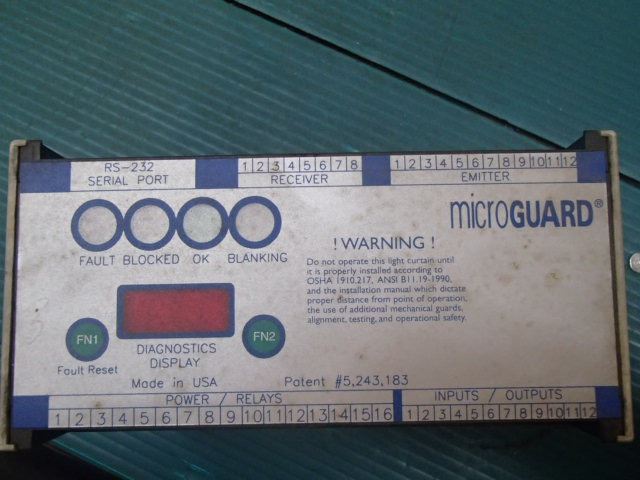 RS-232
SERIAL PORT
1 2 3 4 5 6 7 8
RECEIVER
1 2 3 4 5 6 7 8 9 10 11 12
EMITTER
microGUARD®
FAULT BLOCKED OK BLANKING
! WARNING !
Do not operate this light curtain until
it is properly installed according to
OSHA 1910.217, ANSI B11.19-1990,
and the installation manual which dictate
proper distance from point of operation,
the use of additional mechanical guards,
alignment, testing, and operational safety.
FN1
FN2
Fault Reset
DIAGNOSTICS
DISPLAY
Made in USA
Patent #5,243,183
POWER / RELAYS
1 2 3 4 5 6 7 8 9 10 11 12 13 14 15 16
INPUTS / OUTPUTS
1 2 3 4 5 6 7 8 9 10 11 12